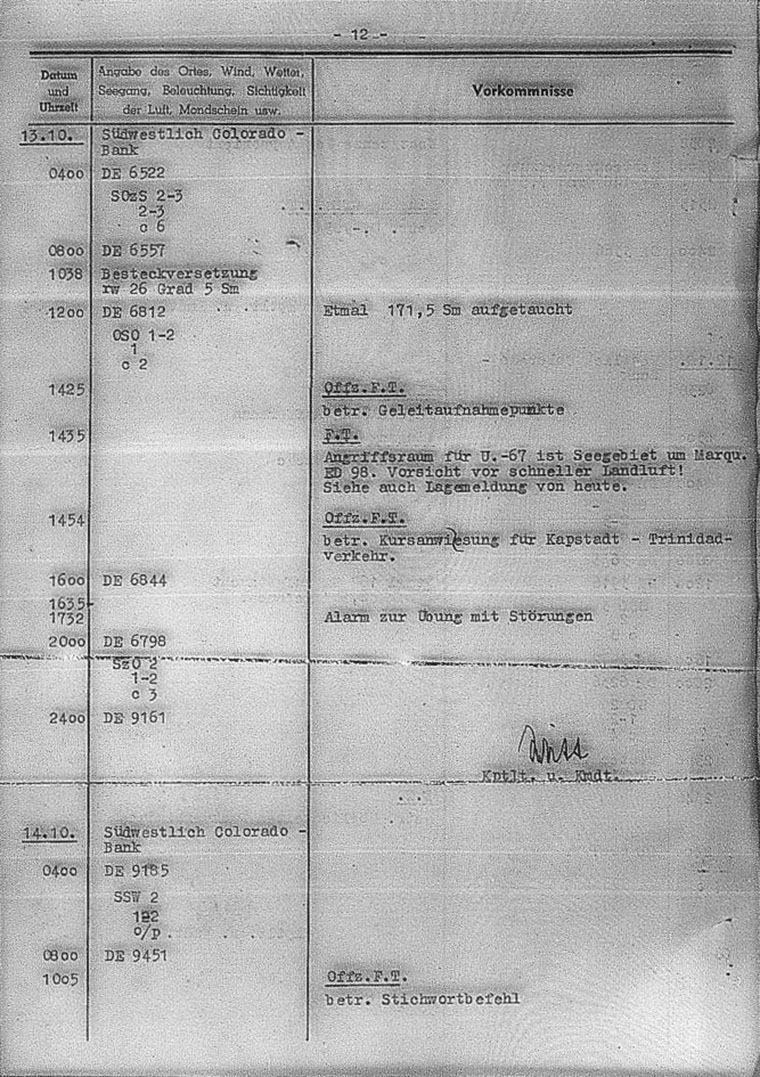 - 12 -
Datum
und
Uhrzeit
Angabe des Ortes, Wind, Wetter,
Seegang, Beleuchtung, Sichtigkeit
der Luft, Mondschein usw.
Vorkommnisse
13.10. Südwestlich Colorado -
Bank
0400 DE 6522
SOzS 2-3
2-3
c 6
0800 DE 6557
1038 Besteckversetzung
rw 26 Grad 5 Sm
1200 DE 6812 Etmal 171,5 Sm aufgetaucht
OSO 1-2
1
c 2
1425 Offz.F.T.
betr. Geleitaufnahmepunkte
1435 F.T.
Angriffsraum für U.-67 ist Seegebiet um Marqu.
ED 98. Vorsicht vor schneller Landluft!
Siehe auch Lagemeldung von heute.
1454 Offz.F.T.
betr. Kursanwiesung für Kapstadt - Trinidad-
verkehr.
1600 DE 6844
1635-
1732 Alarm zur Übung mit Störungen
2000 DE 6798
SzO 2
1-2
c 3
2400 DE 9161
Kptlt. u. Kmdt.
14.10. Südwestlich Colorado -
Bank
0400 DE 9185
SSW 2
o/p
0800 DE 9451
1005 Offz.F.T.
betr. Stichwortbefehl